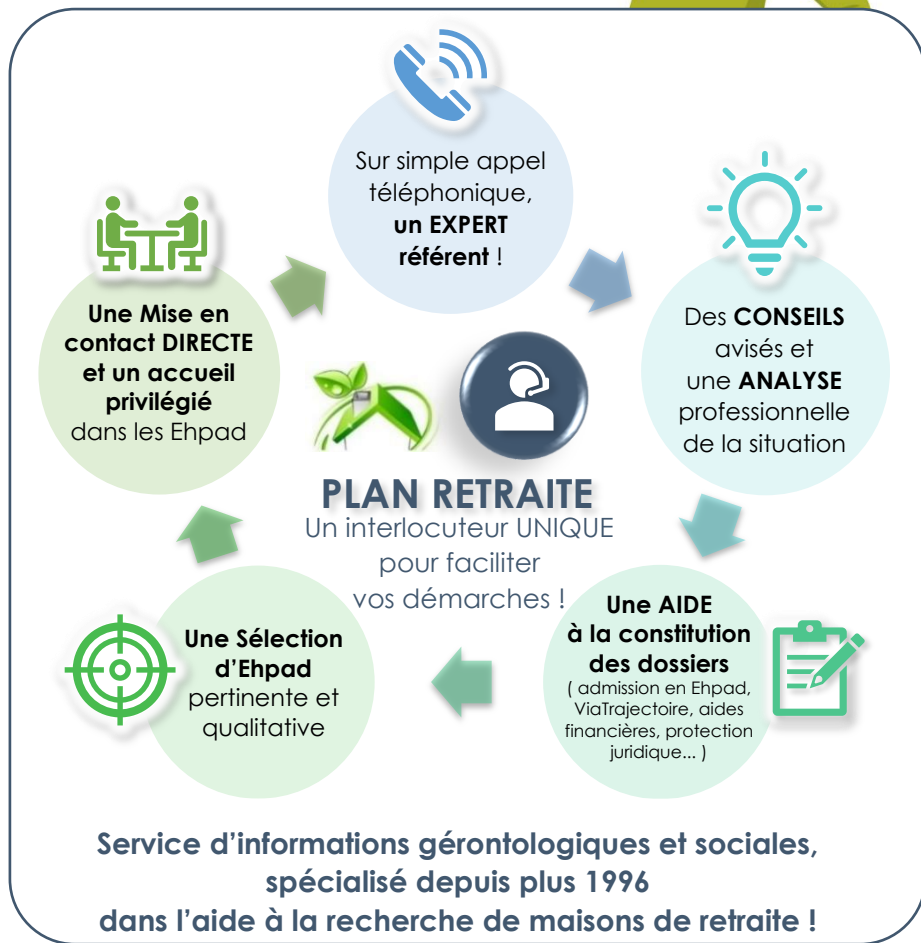 Sur simple appel
téléphonique,
un EXPERT
référent !
Des CONSEILS
avisés et
une ANALYSE
professionnelle
de la situation
Une AIDE
à la constitution
des dossiers
( admission en Ehpad,
ViaTrajectoire, aides
financières, protection
juridique... )
Une Sélection
d’Ehpad
pertinente et
qualitative
Une Mise en
contact DIRECTE
et un accueil
privilégié
dans les Ehpad
PLAN RETRAITE
Un interlocuteur UNIQUE
pour faciliter
vos démarches !
Service d’informations gérontologiques et sociales,
spécialisé depuis plus 1996
dans l’aide à la recherche de maisons de retraite !